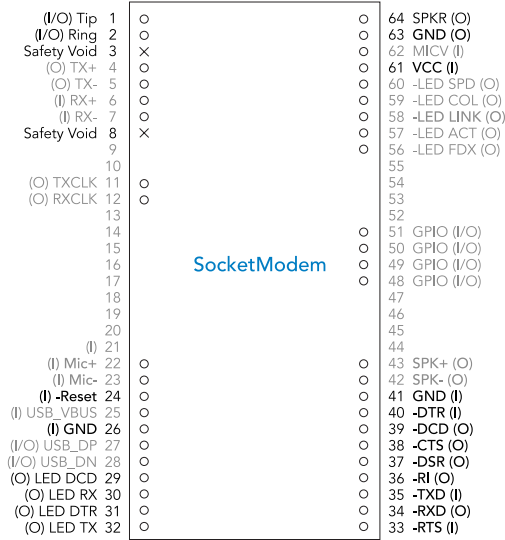 (I/O) Tip 1
(I/O) Ring 2
Safety Void 3
(O) TX+ 4
(O) TX- 5
(I) RX+ 6
(I) RX- 7
Safety Void 8
9
10
(O) TXCLK 11
(O) RXCLK 12
13
14
15
16
17
18
19
20
(I) 21
(I) Mic+ 22
(I) Mic- 23
(I) -Reset 24
(I) USB_VBUS 25
(I) GND 26
(I/O) USB_DP 27
(I/O) USB_DN 28
(O) LED DCD 29
(O) LED RX 30
(O) LED DTR 31
(O) LED TX 32
SocketModem
64 SPKR (O)
63 GND (O)
62 MICV (I)
61 VCC (I)
60 -LED SPD (O)
59 -LED COL (O)
58 -LED LINK (O)
57 -LED ACT (O)
56 -LED FDX (O)
55
54
53
52
51 GPIO (I/O)
50 GPIO (I/O)
49 GPIO (I/O)
48 GPIO (I/O)
47
46
45
44
43 SPK+ (O)
42 SPK- (O)
41 GND (I)
40 -DTR (I)
39 -DCD (O)
38 -CTS (O)
37 -DSR (O)
36 -RI (O)
35 -TXD (I)
34 -RXD (O)
33 -RTS (I)